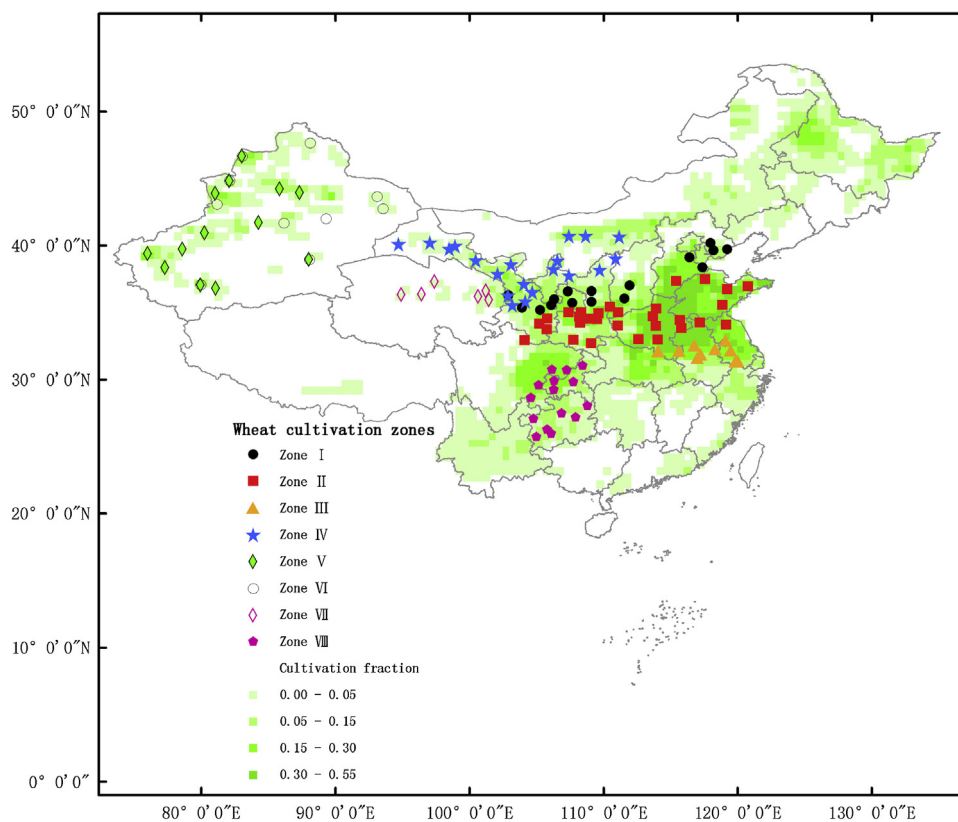 50° 0′0″N
40° 0′0″N
30° 0′0″N
20° 0′0″N
10° 0′0″N
0° 0′0″
Wheat cultivation zones
Zone Ⅰ
Zone Ⅱ
Zone Ⅲ
Zone Ⅳ
Zone Ⅴ
Zone Ⅵ
Zone Ⅶ
Zone Ⅷ
Cultivation fraction
0.00 - 0.05
0.05 - 0.15
0.15 - 0.30
0.30 - 0.55
80° 0′0″E 90° 0′0″E 100° 0′0″E 110° 0′0″E 120° 0′0″E 130° 0′0″E